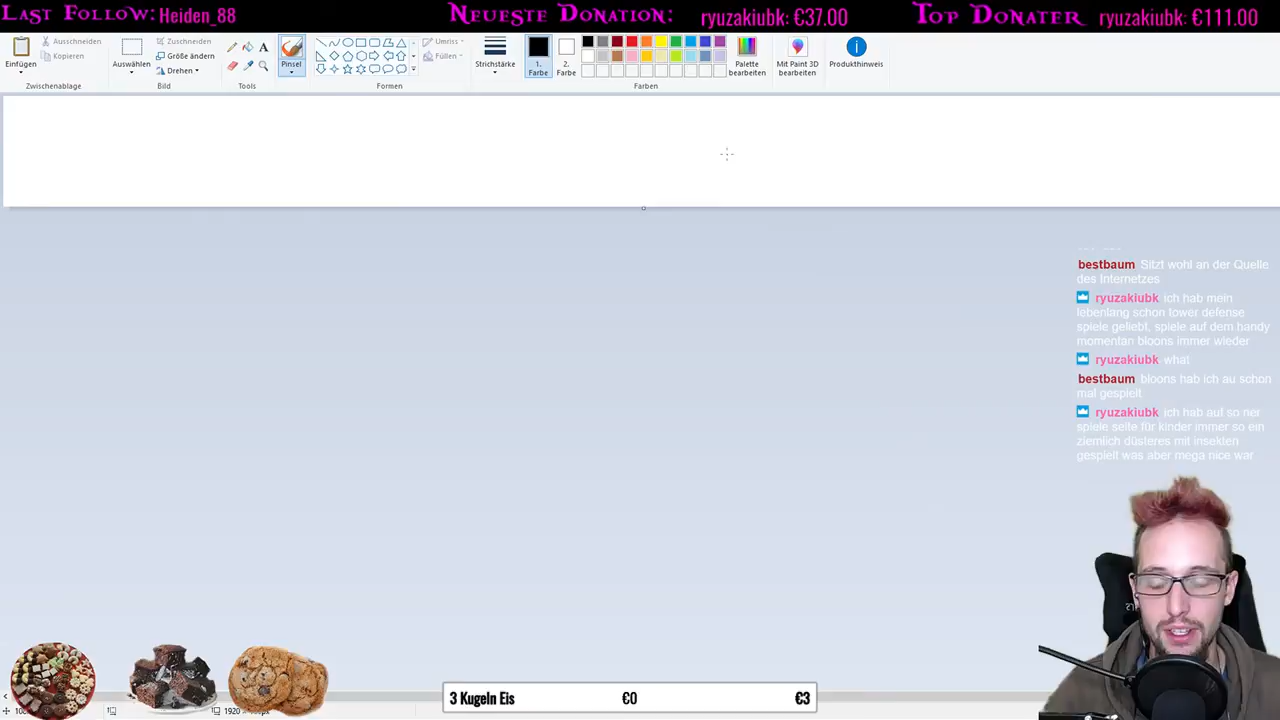 Last Follow: Heiden_88
Neueste Donation: ryuzakiubk: €37.00
Top Donater ryuzakiubk: €111.00
Einfügen
Ausschneiden
Kopieren
Zwischenablage
Auswählen
Zuschneiden
Größe ändern
Drehen
Bild
A
Tools
Pinsel
Formen
Umriss
Füllen
Strichstärke
1. Farbe
2. Farbe
Farben
Palette bearbeiten
Mit Paint 3D bearbeiten
Produkthinweis
bestbaum Sitzt wohl an der Quelle
des Internetzes
ryuzakiubk ich hab mein
lebenlang schon tower defense
spiele geliebt, spiele auf dem handy
momentan bloons immer wieder
ryuzakiubk what
bestbaum bloons hab ich au schon
mal gespielt
ryuzakiubk ich hab auf so ner
spiele seite für kinder immer so ein
ziemlich düsteres mit insekten
gespielt was aber mega nice war
3 Kugeln Eis €0 €3